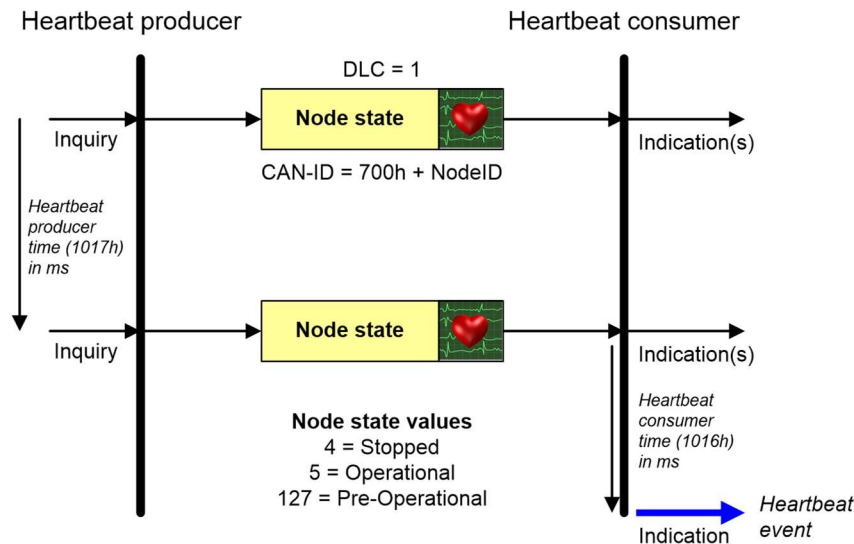 Heartbeat producer
Heartbeat consumer
DLC = 1
Node state
Inquiry
Indication(s)
CAN-ID = 700h + NodeID
Heartbeat
producer
time (1017h)
in ms
Node state
Inquiry
Indication(s)
Heartbeat
consumer
time (1016h)
in ms
Node state values
4 = Stopped
5 = Operational
127 = Pre-Operational
Indication
Heartbeat
event